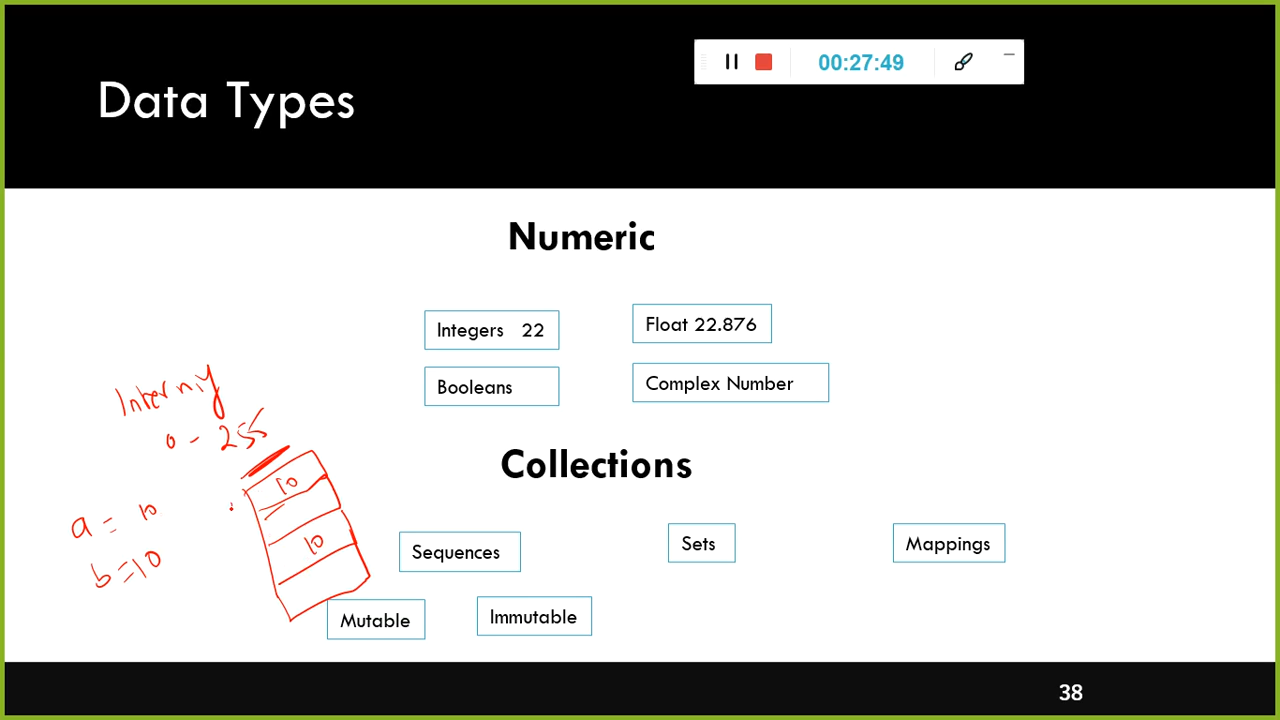 00:27:49
Data Types
Numeric
Integers 22
Float 22.876
Booleans
Complex Number
Interniy
0 - 255
10
a = 10
10
b = 10
Collections
Sequences
Sets
Mappings
Mutable
Immutable
38